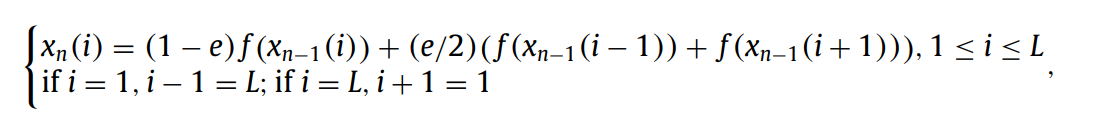 xₙ(i) = (1 − e)f(xₙ₋₁(i)) + (e/2)(f(xₙ₋₁(i − 1)) + f(xₙ₋₁(i + 1))), 1 ≤ i ≤ L
if i = 1, i − 1 = L; if i = L, i + 1 = 1 ,